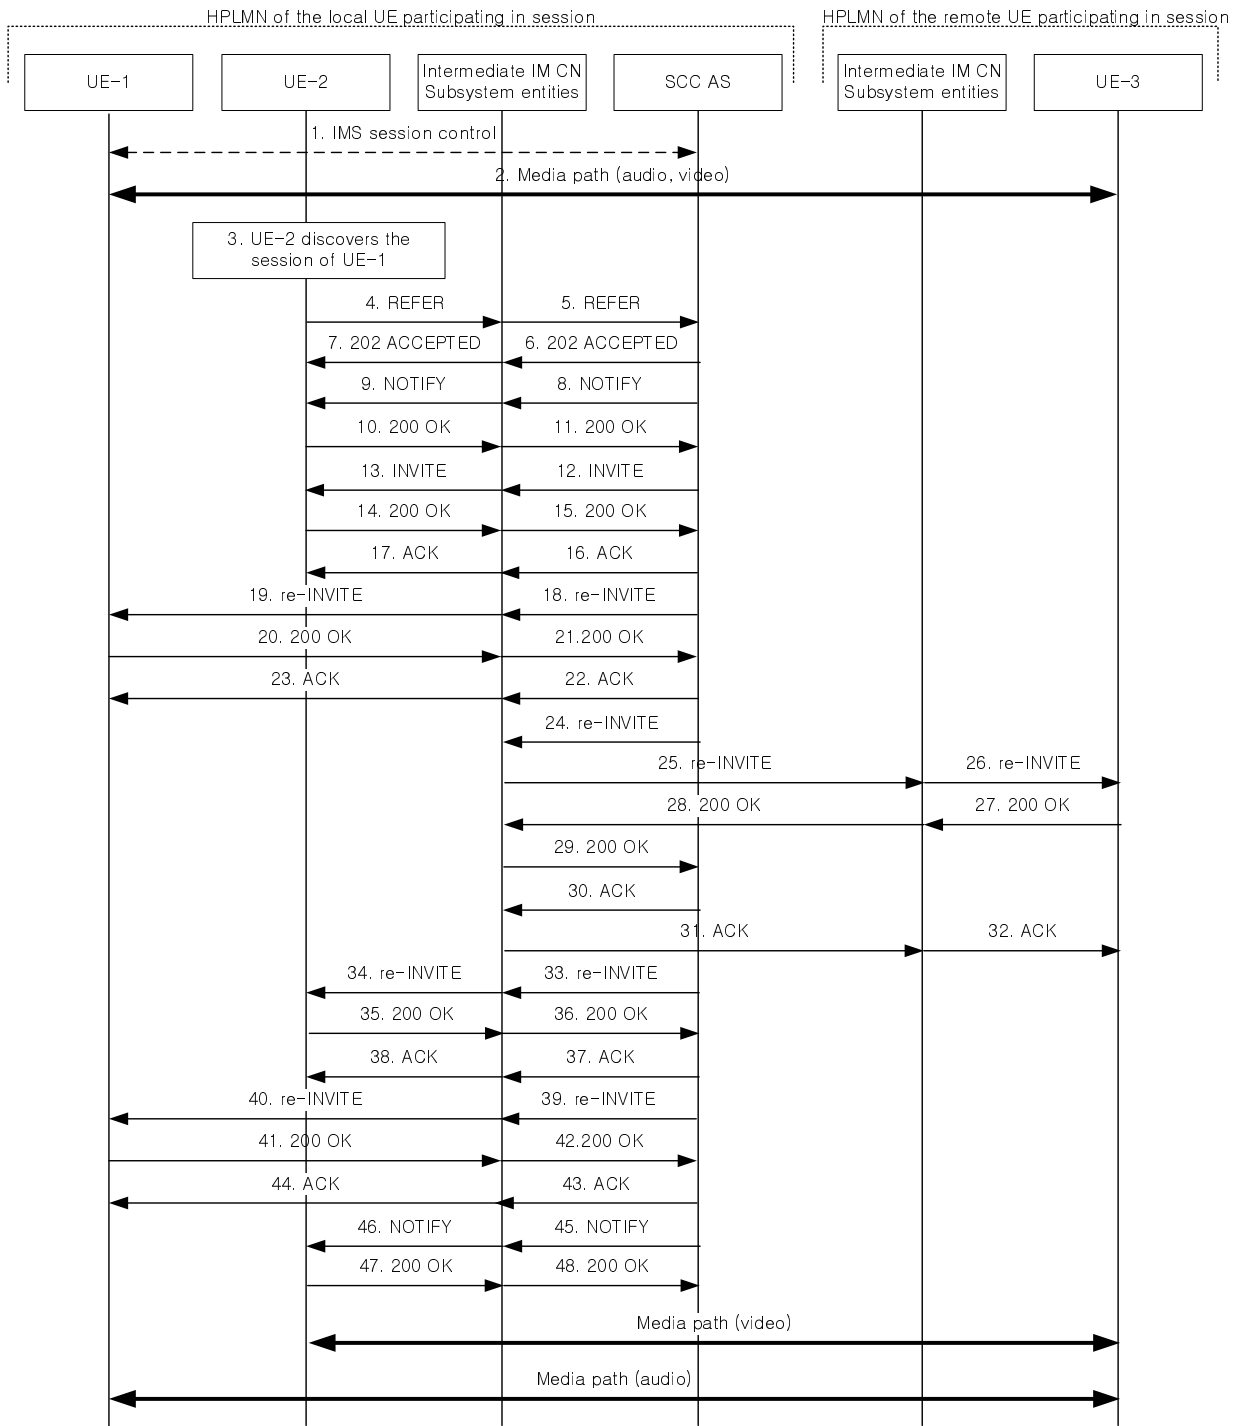 HPLMN of the local UE participating in session
HPLMN of the remote UE participating in session
UE-1
UE-2
Intermediate IM CN
Subsystem entities
SCC AS
Intermediate IM CN
Subsystem entities
UE-3
1. IMS session control
2. Media path (audio, video)
3. UE-2 discovers the
session of UE-1
4. REFER
5. REFER
7. 202 ACCEPTED
6. 202 ACCEPTED
9. NOTIFY
8. NOTIFY
10. 200 OK
11. 200 OK
13. INVITE
12. INVITE
14. 200 OK
15. 200 OK
17. ACK
16. ACK
19. re-INVITE
18. re-INVITE
20. 200 OK
21.200 OK
23. ACK
22. ACK
24. re-INVITE
25. re-INVITE
26. re-INVITE
28. 200 OK
27. 200 OK
29. 200 OK
30. ACK
31. ACK
32. ACK
34. re-INVITE
33. re-INVITE
35. 200 OK
36. 200 OK
38. ACK
37. ACK
40. re-INVITE
39. re-INVITE
41. 200 OK
42.200 OK
44. ACK
43. ACK
46. NOTIFY
45. NOTIFY
47. 200 OK
48. 200 OK
Media path (video)
Media path (audio)